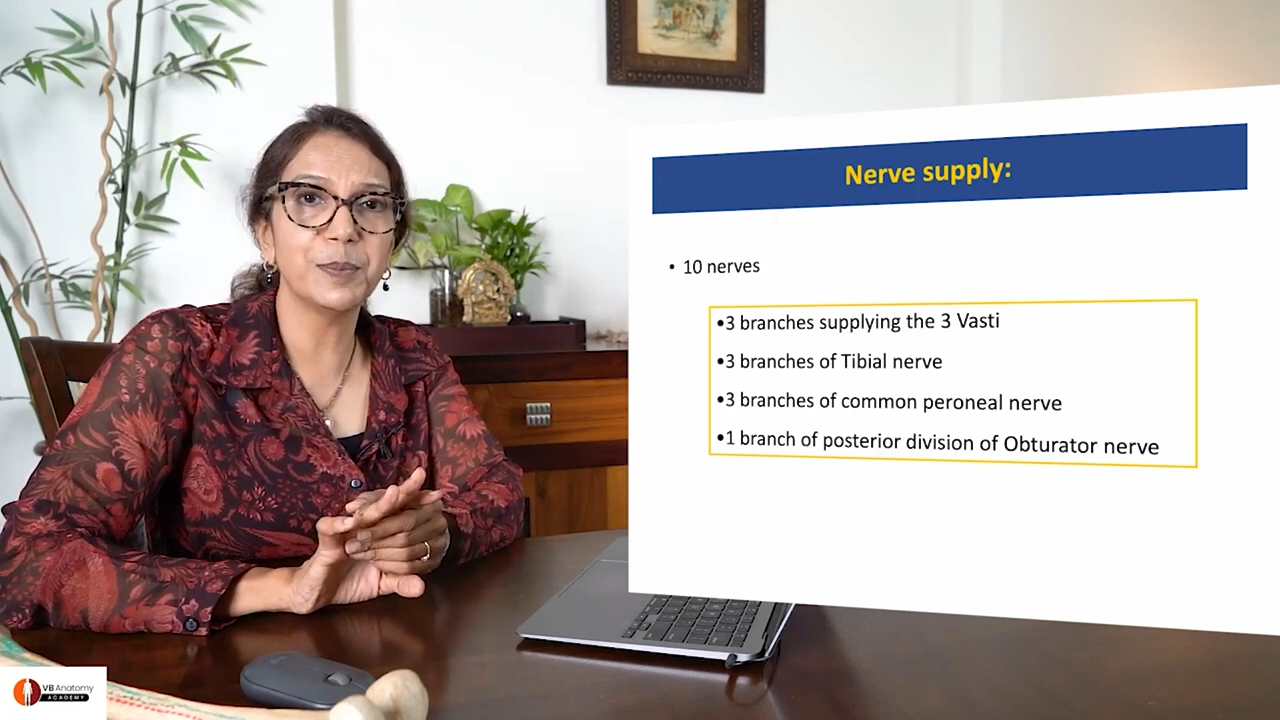 Nerve supply:
• 10 nerves
•3 branches supplying the 3 Vasti
•3 branches of Tibial nerve
•3 branches of common peroneal nerve
•1 branch of posterior division of Obturator nerve
VB Anatomy
ACADEMY